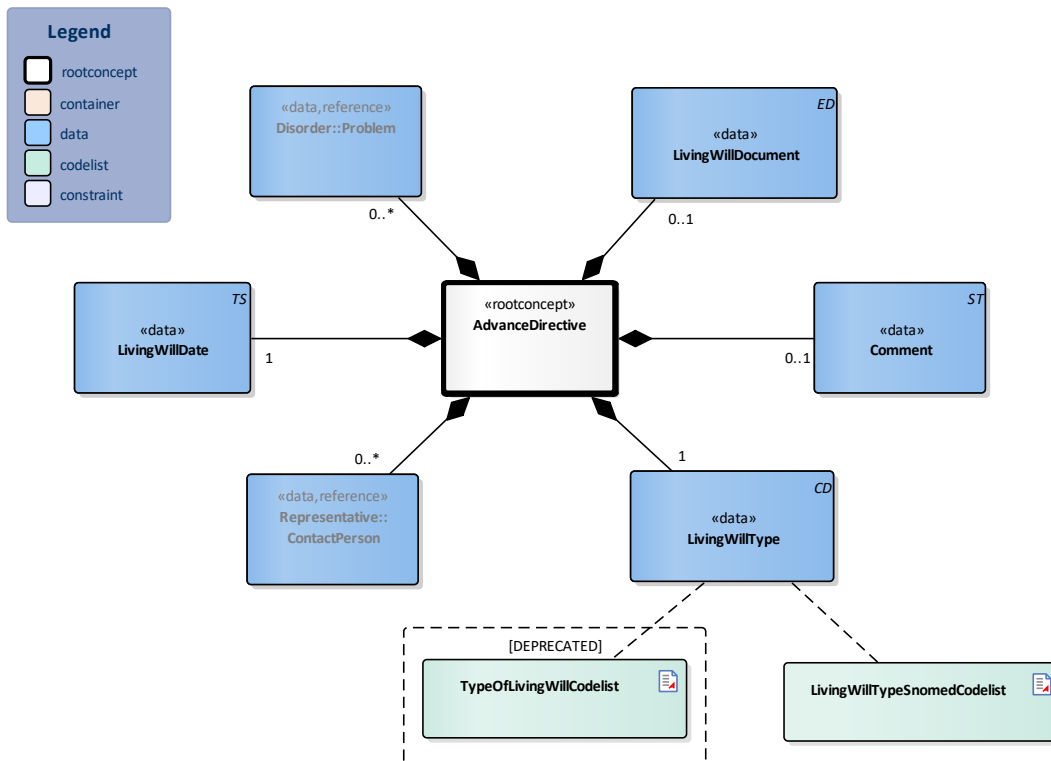 Legend
rootconcept
container
data
codelist
constraint
«data,reference»
Disorder::Problem
0..*
ED
«data»
LivingWillDocument
0..1
TS
«data»
LivingWillDate
1
«rootconcept»
AdvanceDirective
ST
«data»
Comment
0..1
0..*
«data,reference»
Representative::
ContactPerson
1
CD
«data»
LivingWillType
[DEPRECATED]
TypeOfLivingWillCodelist
LivingWillTypeSnomedCodelist